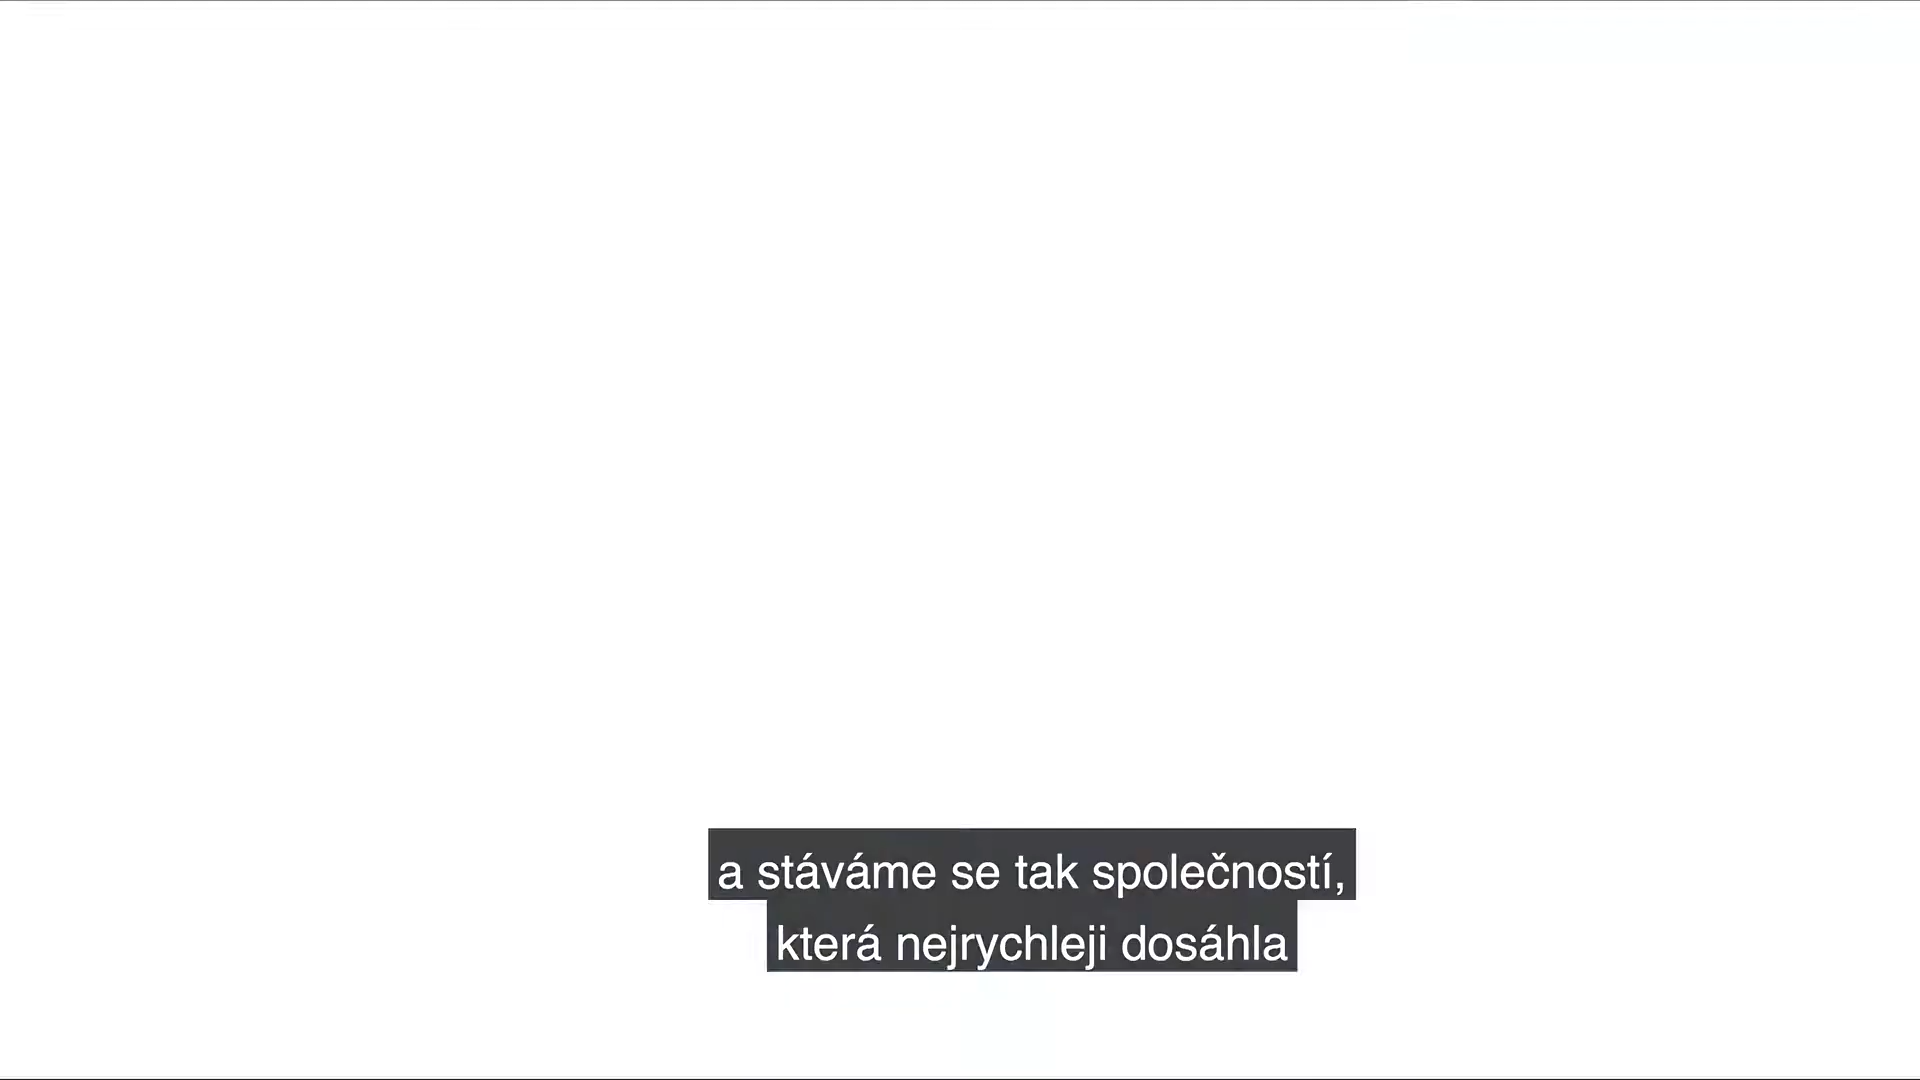 a stáváme se tak společností,
která nejrychleji dosáhla